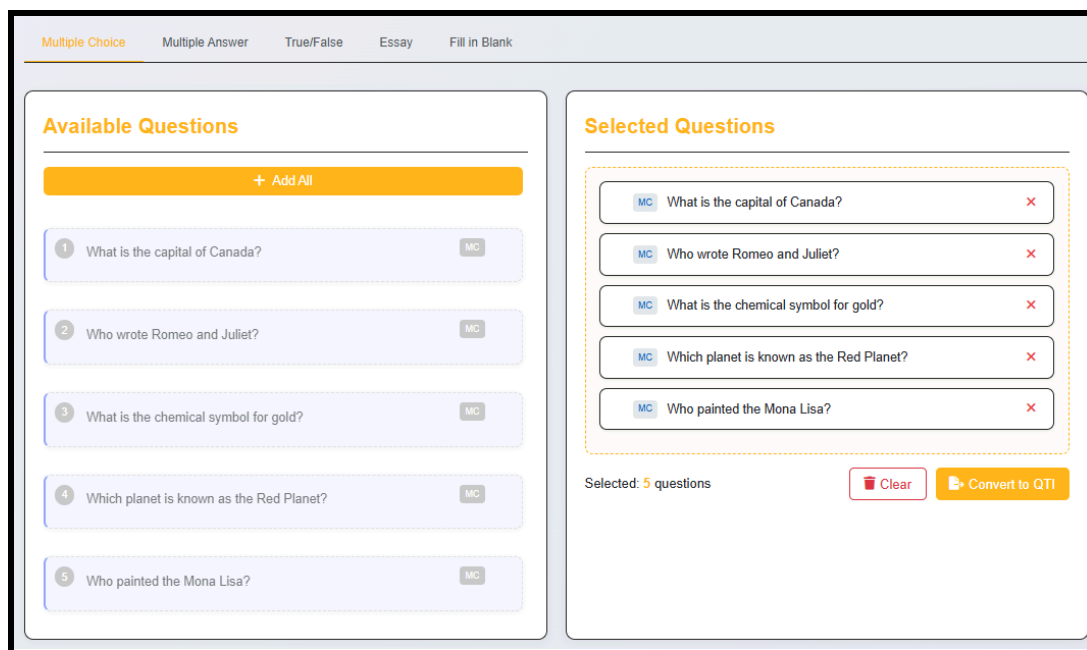 Multiple Choice Multiple Answer True/False Essay Fill in Blank
Available Questions
+ Add All
1 What is the capital of Canada? MC
2 Who wrote Romeo and Juliet? MC
3 What is the chemical symbol for gold? MC
4 Which planet is known as the Red Planet? MC
5 Who painted the Mona Lisa? MC
Selected Questions
MC What is the capital of Canada? ×
MC Who wrote Romeo and Juliet? ×
MC What is the chemical symbol for gold? ×
MC Which planet is known as the Red Planet? ×
MC Who painted the Mona Lisa? ×
Selected: 5 questions Clear Convert to QTI